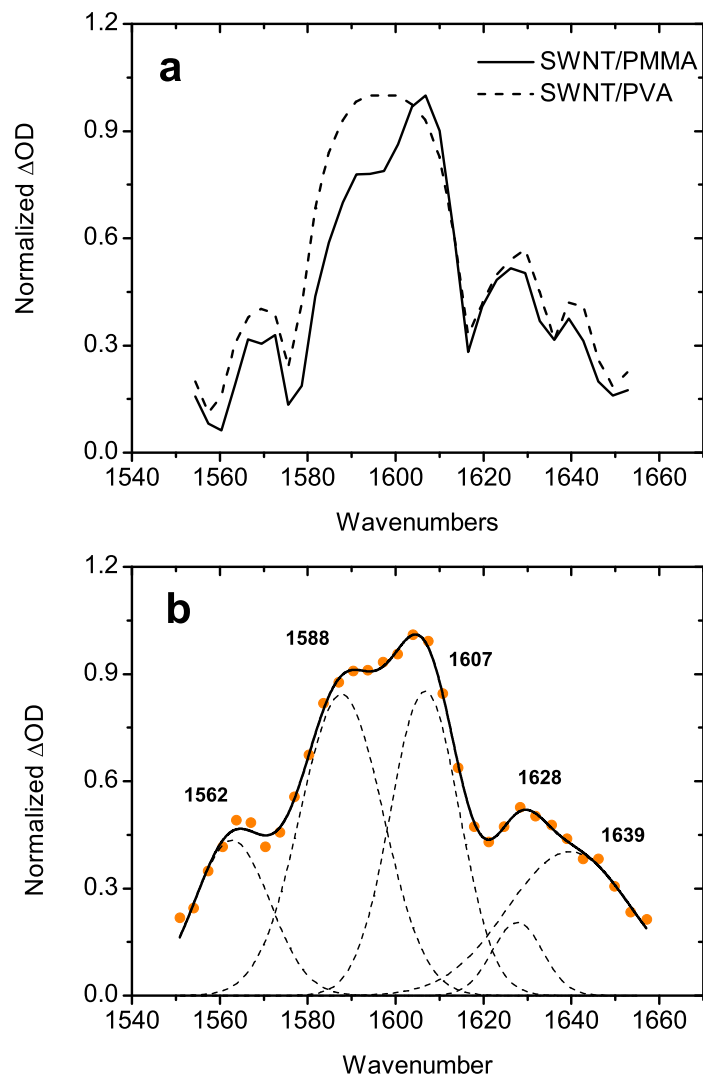 1.2
a
SWNT/PMMA
SWNT/PVA
0.9
0.6
0.3
0.0
Normalized ΔOD
1540 1560 1580 1600 1620 1640 1660
Wavenumbers
1.2
b
1588
1607
0.9
0.6
1562
1628
1639
0.3
0.0
Normalized ΔOD
1540 1560 1580 1600 1620 1640 1660
Wavenumber